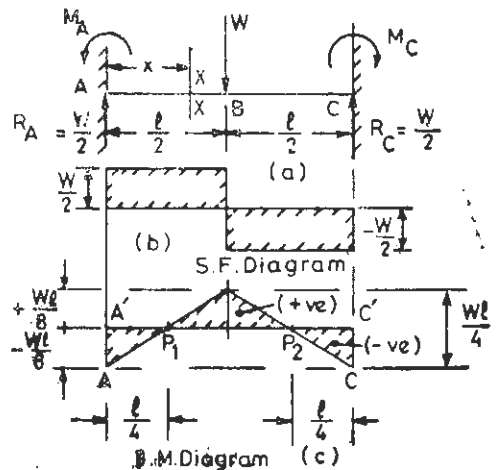 M_A W M_C
x
A X
X B C
R_A = W/2 l/2 l/2 R_C = W/2
(a)
W/2 -W/2
(b)
S.F. Diagram
+Wl/8 A' (+ve) C' Wl/4
-Wl/8 P_1 P_2 (-ve)
A C
l/4 l/4
B.M. Diagram (c)